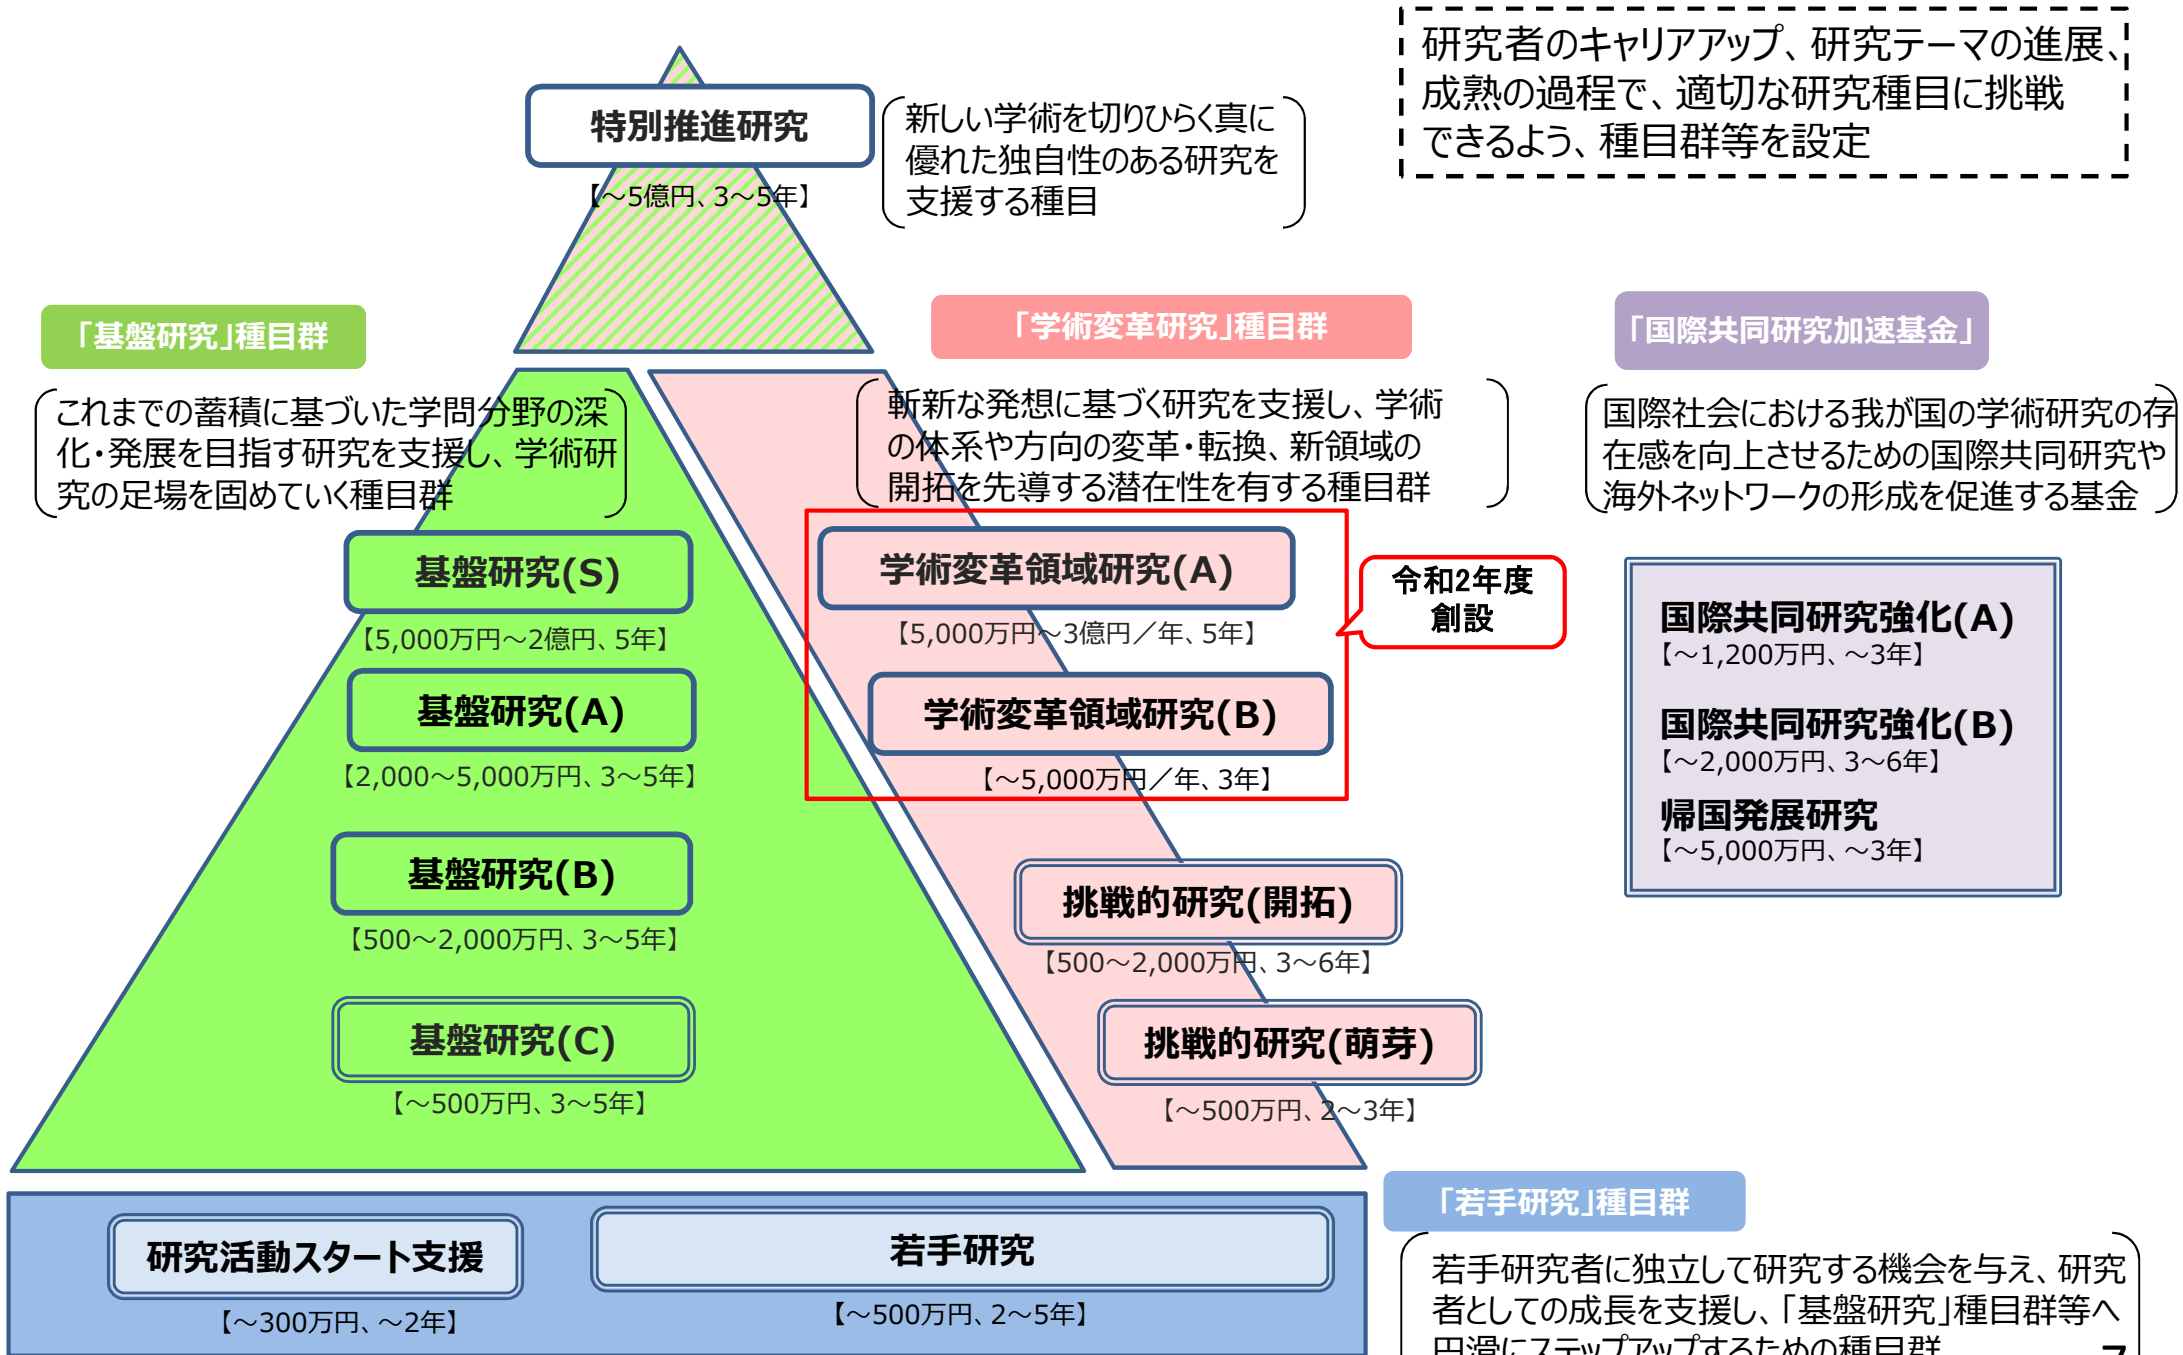 研究者のキャリアアップ、研究テーマの進展、
成熟の過程で、適切な研究種目に挑戦
できるよう、種目群等を設定
特別推進研究
【～5億円、3～5年】
新しい学術を切りひらく真に
優れた独自性のある研究を
支援する種目
「基盤研究」種目群
これまでの蓄積に基づいた学問分野の深
化・発展を目指す研究を支援し、学術研
究の足場を固めていく種目群
基盤研究(S)
【5,000万円～2億円、5年】
基盤研究(A)
【2,000～5,000万円、3～5年】
基盤研究(B)
【500～2,000万円、3～5年】
基盤研究(C)
【～500万円、3～5年】
「学術変革研究」種目群
斬新な発想に基づく研究を支援し、学術
の体系や方向の変革・転換、新領域の
開拓を先導する潜在性を有する種目群
学術変革領域研究(A)
【5,000万円～3億円／年、5年】
学術変革領域研究(B)
【～5,000万円／年、3年】
令和2年度
創設
挑戦的研究(開拓)
【500～2,000万円、3～6年】
挑戦的研究(萌芽)
【～500万円、2～3年】
「国際共同研究加速基金」
国際社会における我が国の学術研究の存
在感を向上させるための国際共同研究や
海外ネットワークの形成を促進する基金
国際共同研究強化(A)
【～1,200万円、～3年】
国際共同研究強化(B)
【～2,000万円、3～6年】
帰国発展研究
【～5,000万円、～3年】
研究活動スタート支援
【～300万円、～2年】
若手研究
【～500万円、2～5年】
「若手研究」種目群
若手研究者に独立して研究する機会を与え、研究
者としての成長を支援し、「基盤研究」種目群等へ
円滑にステップアップするための種目群